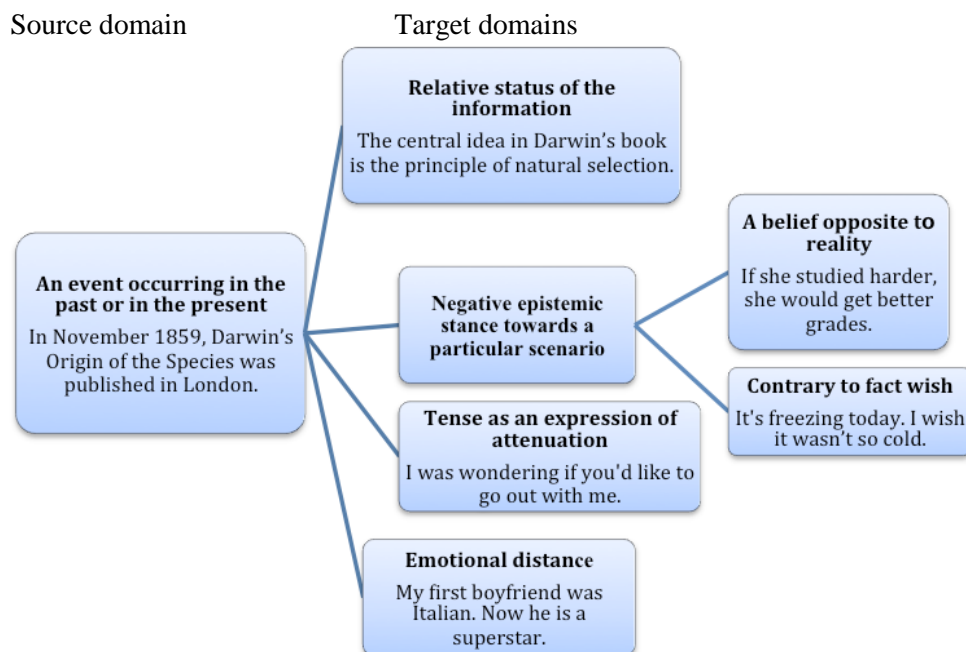 Source domain
Target domains
An event occurring in the
past or in the present
In November 1859, Darwin's
Origin of the Species was
published in London.
Relative status of the
information
The central idea in Darwin's book
is the principle of natural selection.
Negative epistemic
stance towards a
particular scenario
A belief opposite to
reality
If she studied harder,
she would get better
grades.
Contrary to fact wish
It's freezing today. I wish
it wasn't so cold.
Tense as an expression of
attenuation
I was wondering if you'd like to
go out with me.
Emotional distance
My first boyfriend was
Italian. Now he is a
superstar.